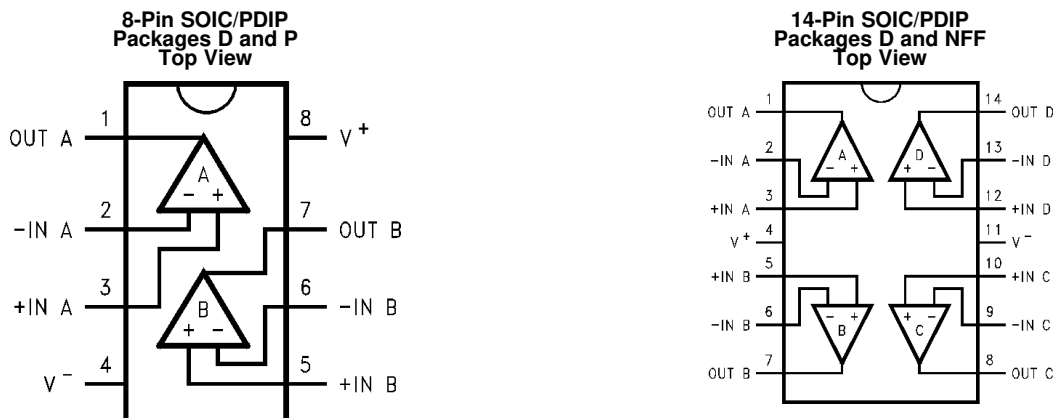 8-Pin SOIC/PDIP
Packages D and P
Top View
1
OUT A
8
V+
A
- +
2
-IN A
7
OUT B
3
+IN A
6
-IN B
B
+ -
4
V-
5
+IN B
14-Pin SOIC/PDIP
Packages D and NFF
Top View
1
OUT A
14
OUT D
2
-IN A
A
- +
D
+ -
13
-IN D
3
+IN A
12
+IN D
4
V+
11
V-
5
+IN B
10
+IN C
6
-IN B
- +
B
+ -
C
9
-IN C
7
OUT B
8
OUT C